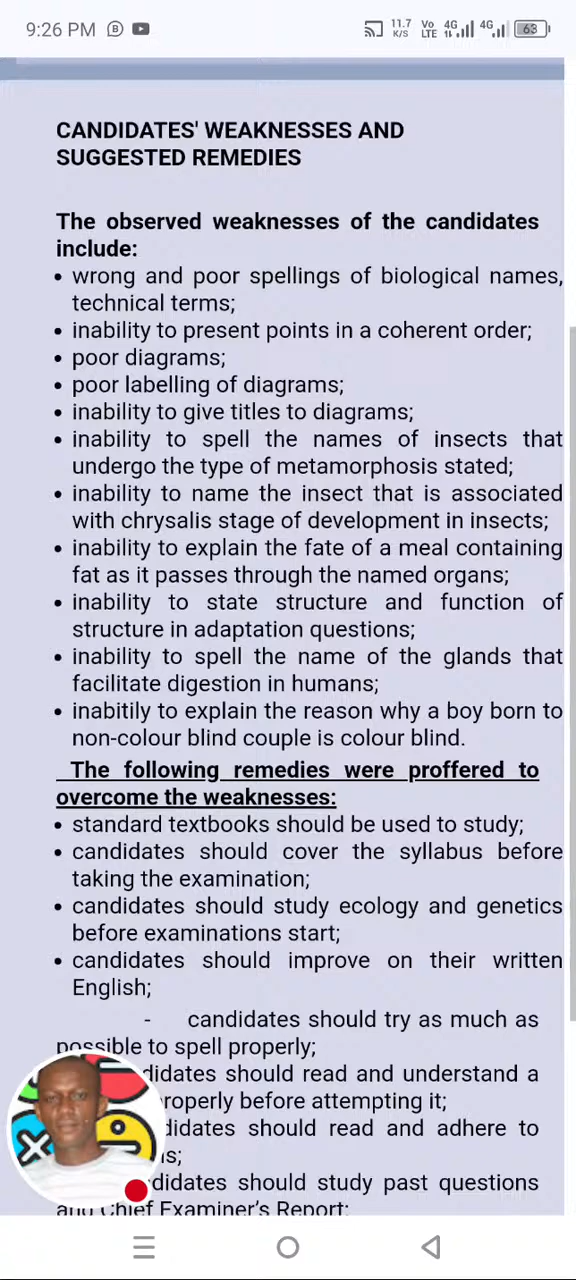 9:26 PM
11.7 K/S Vo LTE 4G 4G 63
CANDIDATES' WEAKNESSES AND
SUGGESTED REMEDIES
The observed weaknesses of the candidates
include:
• wrong and poor spellings of biological names,
technical terms;
• inability to present points in a coherent order;
• poor diagrams;
• poor labelling of diagrams;
• inability to give titles to diagrams;
• inability to spell the names of insects that
undergo the type of metamorphosis stated;
• inability to name the insect that is associated
with chrysalis stage of development in insects;
• inability to explain the fate of a meal containing
fat as it passes through the named organs;
• inability to state structure and function of
structure in adaptation questions;
• inability to spell the name of the glands that
facilitate digestion in humans;
• inabitily to explain the reason why a boy born to
non-colour blind couple is colour blind.
The following remedies were proffered to
overcome the weaknesses:
• standard textbooks should be used to study;
• candidates should cover the syllabus before
taking the examination;
• candidates should study ecology and genetics
before examinations start;
• candidates should improve on their written
English;
- candidates should try as much as
possible to spell properly;
didates should read and understand a
roperly before attempting it;
didates should read and adhere to
s;
didates should study past questions
and Chief Examiner's Report;